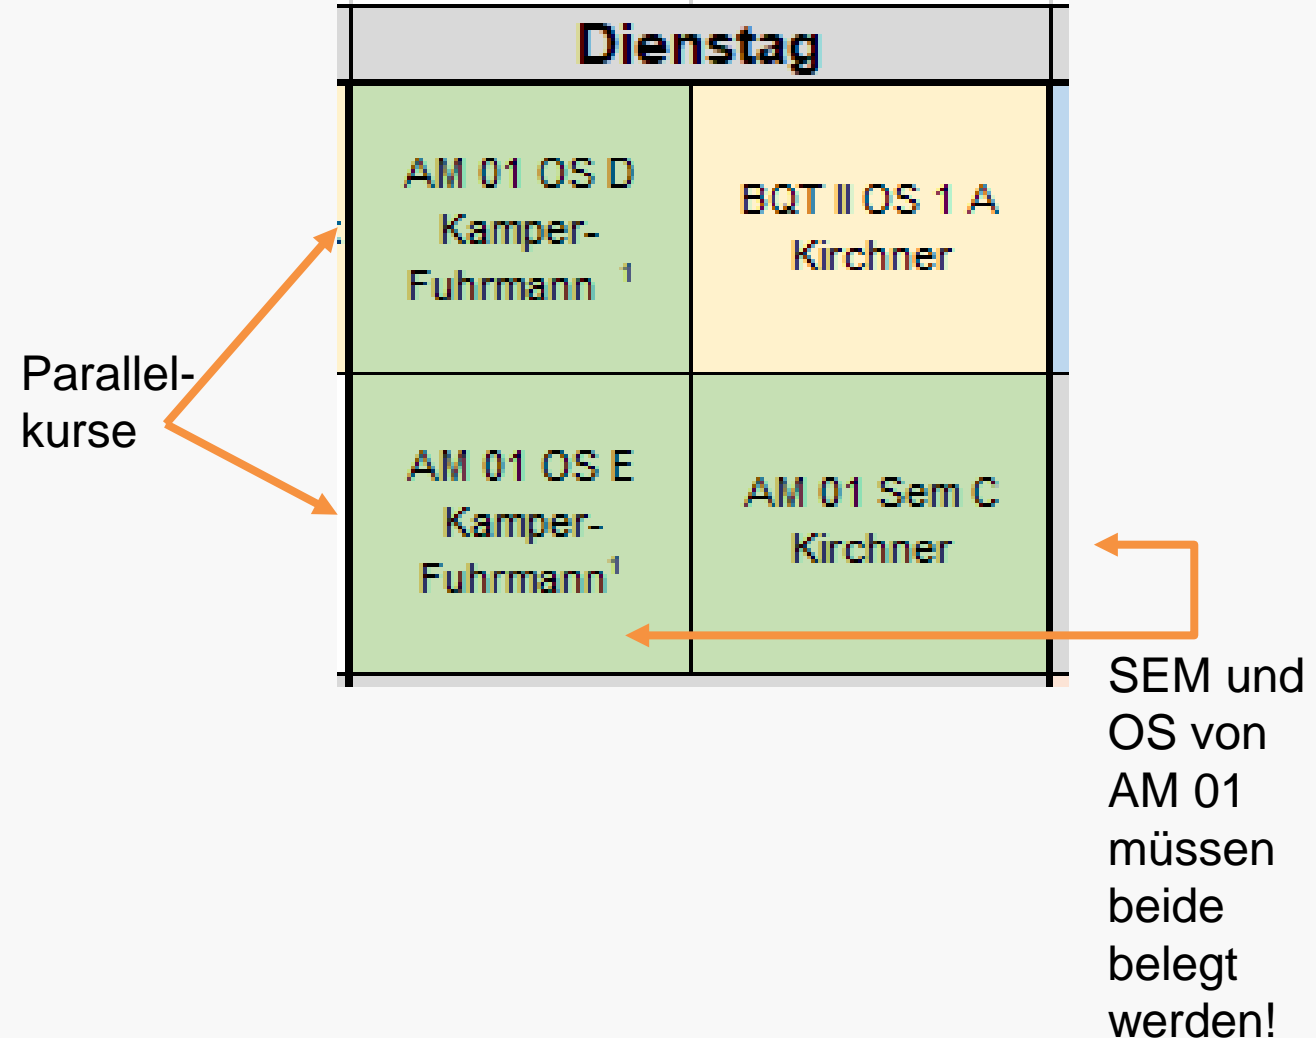 Dienstag
AM 01 OS D
Kamper-
Fuhrmann ¹
BQT II OS 1 A
Kirchner
Parallel-
kurse
AM 01 OS E
Kamper-
Fuhrmann¹
AM 01 Sem C
Kirchner
SEM und
OS von
AM 01
müssen
beide
belegt
werden!